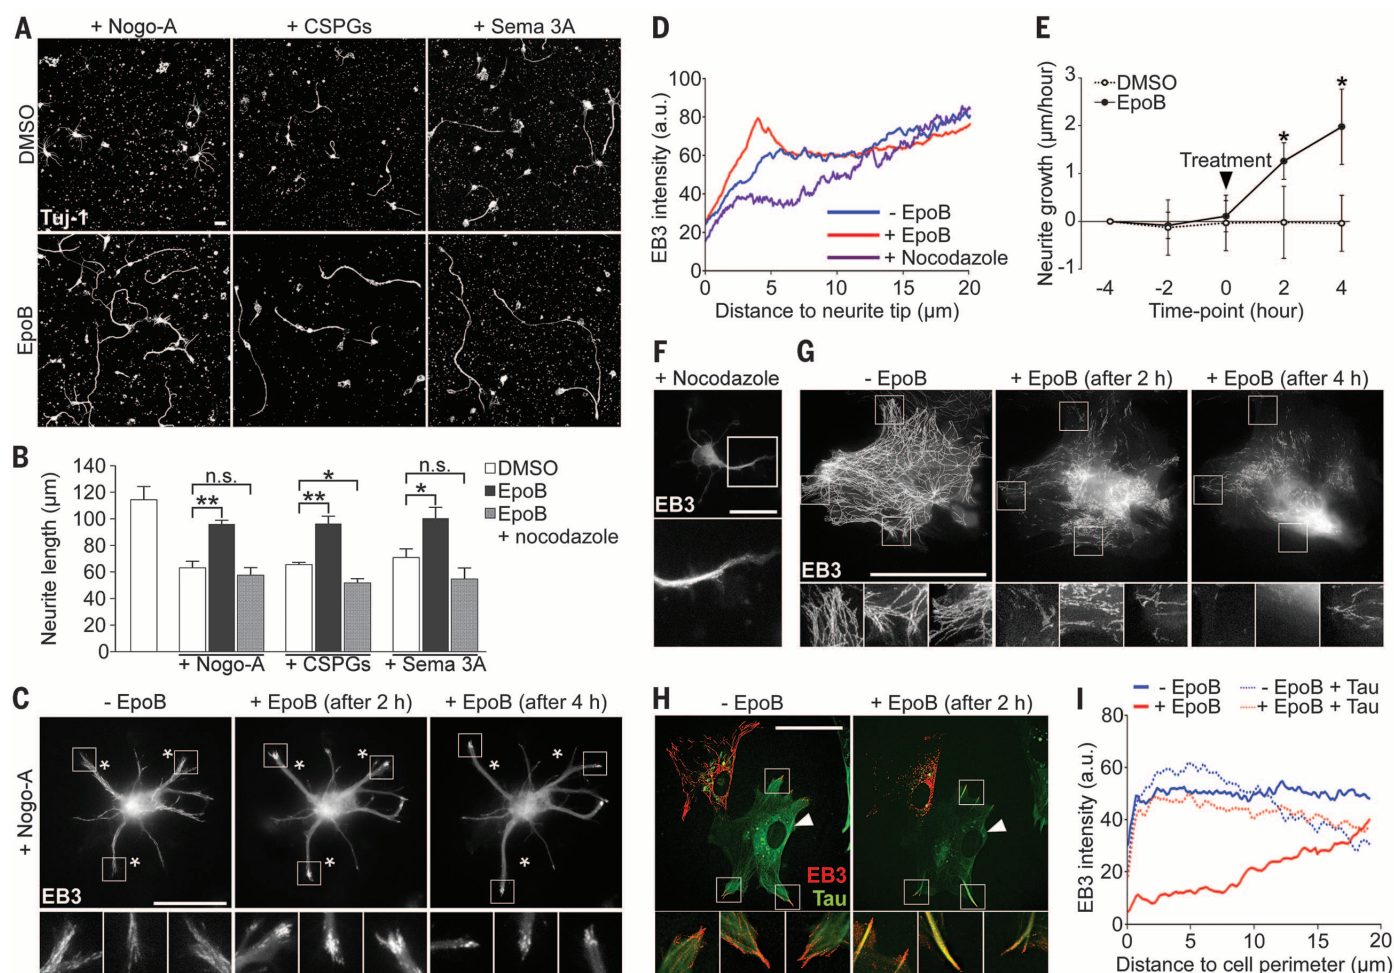 A
+ Nogo-A
+ CSPGs
+ Sema 3A
DMSO
Tuj-1
EpoB
B
Neurite length (µm)
140
120
100
80
60
40
20
0
n.s.
**
*
**
n.s.
*
DMSO
EpoB
EpoB
+ nocodazole
+ Nogo-A
+ CSPGs
+ Sema 3A
C
- EpoB
+ EpoB (after 2 h)
+ EpoB (after 4 h)
+ Nogo-A
* *
*
* *
*
* *
*
EB3
D
EB3 intensity (a.u.)
100
80
60
40
20
0
- EpoB
+ EpoB
+ Nocodazole
0 5 10 15 20
Distance to neurite tip (µm)
E
Neurite growth (µm/hour)
3
2
1
0
-1
DMSO
EpoB
Treatment
*
*
-4 -2 0 2 4
Time-point (hour)
F
+ Nocodazole
EB3
G
- EpoB
+ EpoB (after 2 h)
+ EpoB (after 4 h)
EB3
H
- EpoB
+ EpoB (after 2 h)
EB3
Tau
I
- EpoB
+ EpoB
- EpoB + Tau
+ EpoB + Tau
EB3 intensity (a.u.)
80
60
40
20
0
0 5 10 15 20
Distance to cell perimeter (µm)